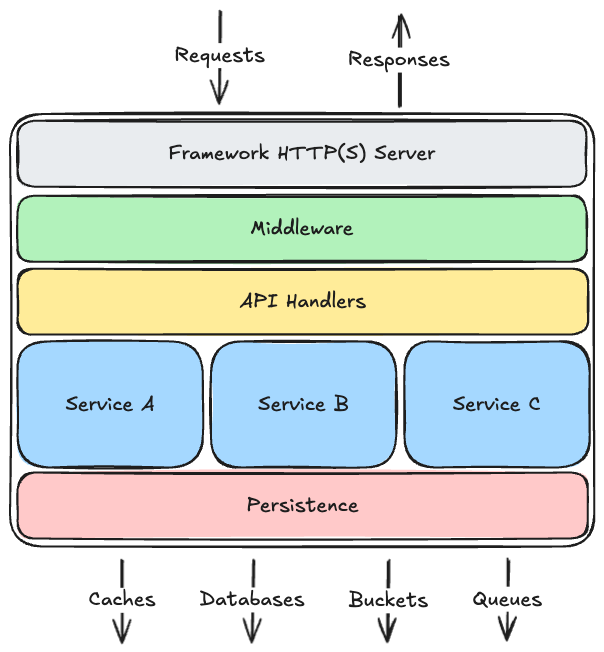 Requests
Responses
Framework HTTP(S) Server
Middleware
API Handlers
Service A
Service B
Service C
Persistence
Caches
Databases
Buckets
Queues